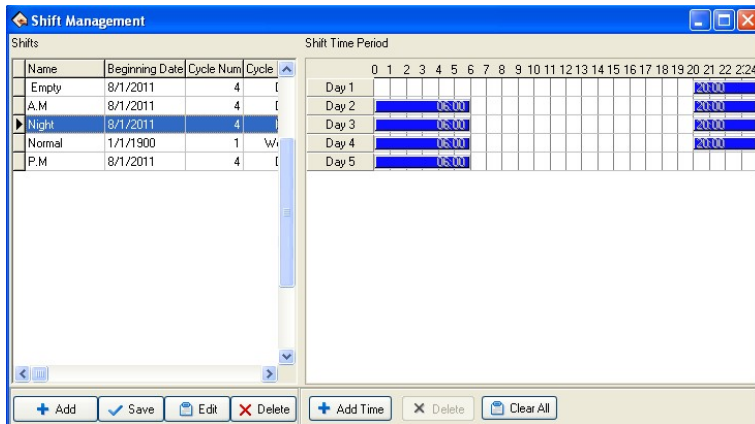 Shift Management
Shifts
Shift Time Period
Name Beginning Date Cycle Num Cycle
Empty 8/1/2011 4 D
A.M 8/1/2011 4 D
Night 8/1/2011 4
Normal 1/1/1900 1 We
P.M 8/1/2011 4 D
0 1 2 3 4 5 6 7 8 9 10 11 12 13 14 15 16 17 18 19 20 21 22 2324
Day 1 20:00
Day 2 06:00 20:00
Day 3 06:00 20:00
Day 4 06:00 20:00
Day 5 06:00
Add Save Edit Delete
Add Time Delete Clear All